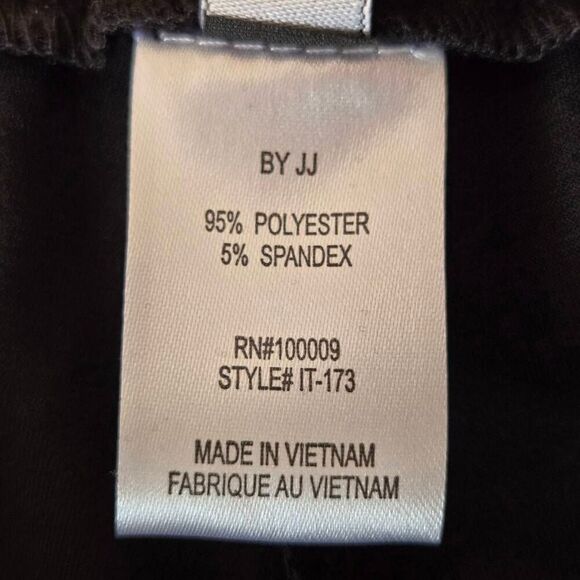 BY JJ
95% POLYESTER
5% SPANDEX
RN#100009
STYLE# IT-173
MADE IN VIETNAM
FABRIQUE AU VIETNAM